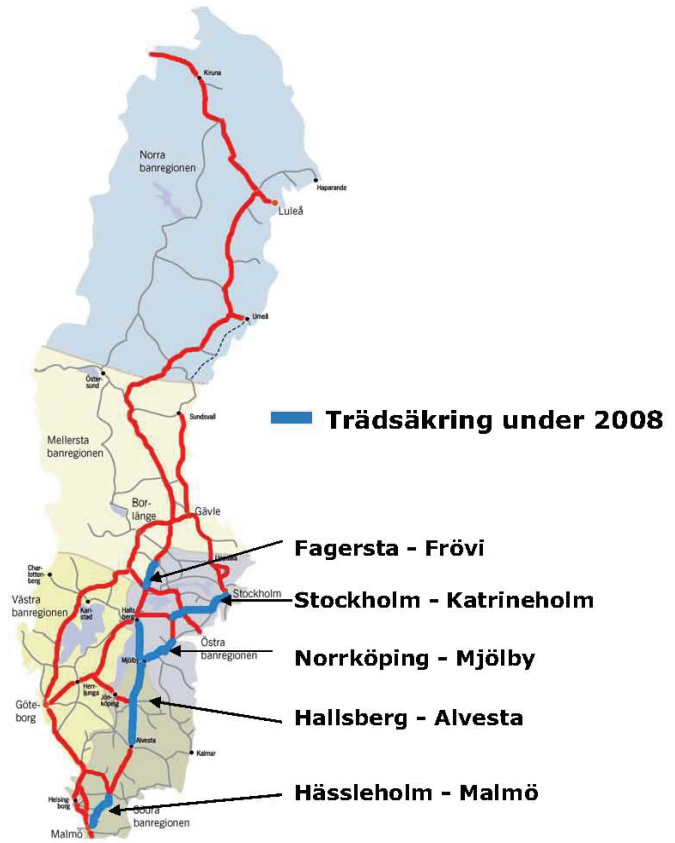 Kiruna
Norra
banregionen
Haparanda
Luleå
Umeå
Öster-
sund
Sundsvall
Trädsäkring under 2008
Mellersta
banregionen
Bor-
länge
Gävle
Uppsala
Fagersta - Frövi
Char-
lotten-
berg
Stockholm
Stockholm - Katrineholm
Västra
banregionen
Karl-
stad
Halls
berg
Östra
banregionen
Norrköping - Mjölby
Mjölby
Herr-
ljunga
Jön-
köping
Göte-
borg
Hallsberg - Alvesta
Alvesta
Kalmar
Hässleholm - Malmö
Helsing-
borg
Södra
banregionen
Malmö